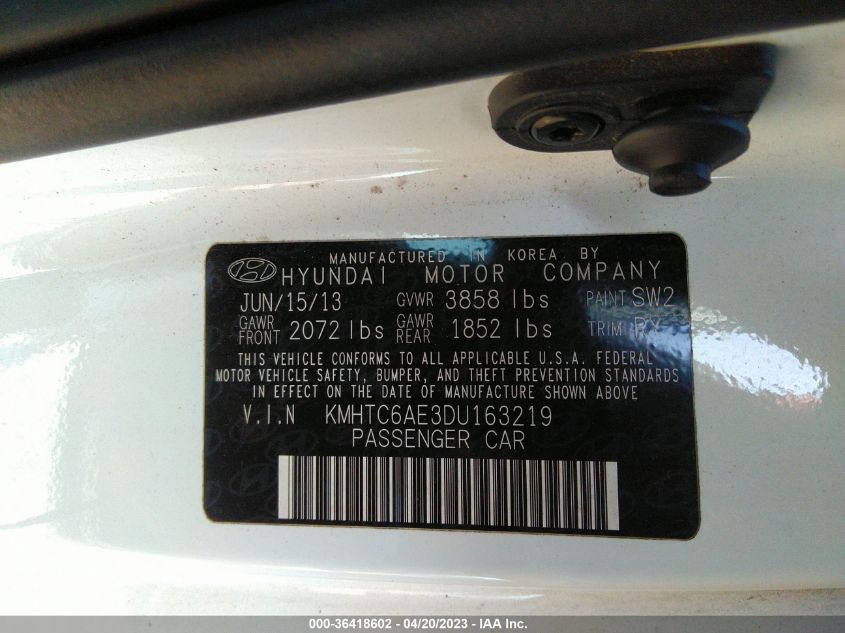 MANUFACTURED IN KOREA BY
HYUNDAI MOTOR COMPANY
JUN/15/13 GVWR 3858 lbs PAINT SW2
GAWR FRONT 2072 lbs GAWR REAR 1852 lbs TRIM RY
THIS VEHICLE CONFORMS TO ALL APPLICABLE U.S.A. FEDERAL
MOTOR VEHICLE SAFETY, BUMPER, AND THEFT PREVENTION STANDARDS
IN EFFECT ON THE DATE OF MANUFACTURE SHOWN ABOVE
V.I.N KMHTC6AE3DU163219
PASSENGER CAR
000-36418602 - 04/20/2023 - IAA Inc.